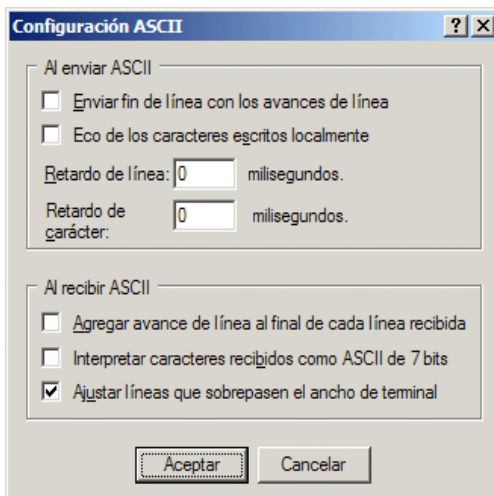 Configuración ASCII
Al enviar ASCII
Enviar fin de línea con los avances de línea
Eco de los caracteres escritos localmente
Retardo de línea: 0 milisegundos.
Retardo de carácter: 0 milisegundos.
Al recibir ASCII
Agregar avance de línea al final de cada línea recibida
Interpretar caracteres recibidos como ASCII de 7 bits
Ajustar líneas que sobrepasen el ancho de terminal
Aceptar Cancelar